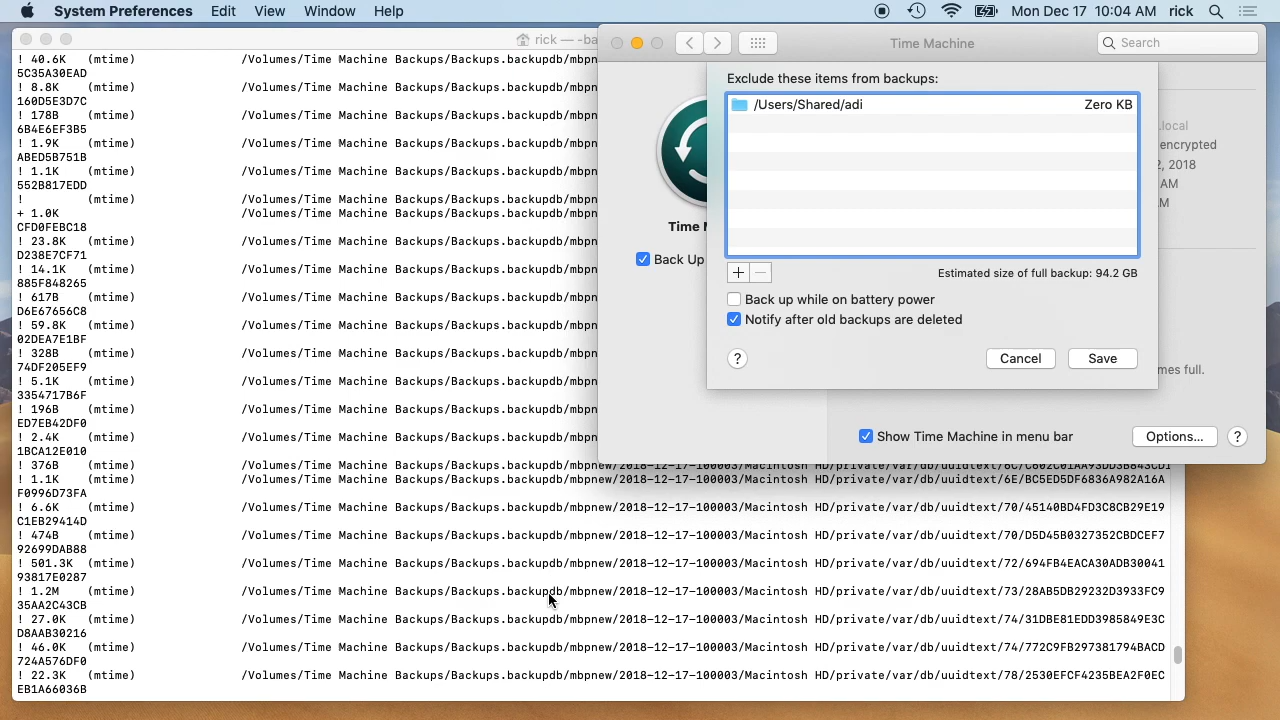 System Preferences Edit View Window Help Mon Dec 17 10:04 AM rick
rick — -ba
! 40.6K (mtime) /Volumes/Time Machine Backups/Backups.backupdb/mbpn
5C35A30EAD
! 8.8K (mtime) /Volumes/Time Machine Backups/Backups.backupdb/mbpn
160D5E3D7C
! 178B (mtime) /Volumes/Time Machine Backups/Backups.backupdb/mbpn
6B4E6EF3B5
! 1.9K (mtime) /Volumes/Time Machine Backups/Backups.backupdb/mbpn
ABED5B751B
! 1.1K (mtime) /Volumes/Time Machine Backups/Backups.backupdb/mbpn
552B817EDD
! (mtime) /Volumes/Time Machine Backups/Backups.backupdb/mbpn
+ 1.0K /Volumes/Time Machine Backups/Backups.backupdb/mbpn
CFD0FEBC18
! 23.8K (mtime) /Volumes/Time Machine Backups/Backups.backupdb/mbpn
D238E7CF71
! 14.1K (mtime) /Volumes/Time Machine Backups/Backups.backupdb/mbpn
885F848265
! 617B (mtime) /Volumes/Time Machine Backups/Backups.backupdb/mbpn
D6E67656C8
! 59.8K (mtime) /Volumes/Time Machine Backups/Backups.backupdb/mbpn
02DEA7E1BF
! 328B (mtime) /Volumes/Time Machine Backups/Backups.backupdb/mbpn
74DF205EF9
! 5.1K (mtime) /Volumes/Time Machine Backups/Backups.backupdb/mbpn
3354717B6F
! 196B (mtime) /Volumes/Time Machine Backups/Backups.backupdb/mbpn
ED7EB42DF0
! 2.4K (mtime) /Volumes/Time Machine Backups/Backups.backupdb/mbpn
1BCA12E010
! 376B (mtime) /Volumes/Time Machine Backups/Backups.backupdb/mbpnew/2018-12-17-100003/Macintosh HD/private/var/db/uuidtext/6C/C802C01AA93DD3B843CD1
! 1.1K (mtime) /Volumes/Time Machine Backups/Backups.backupdb/mbpnew/2018-12-17-100003/Macintosh HD/private/var/db/uuidtext/6E/BC5ED5DF6836A982A16A
F0996D73FA
! 6.6K (mtime) /Volumes/Time Machine Backups/Backups.backupdb/mbpnew/2018-12-17-100003/Macintosh HD/private/var/db/uuidtext/70/45140BD4FD3C8CB29E19
C1EB29414D
! 474B (mtime) /Volumes/Time Machine Backups/Backups.backupdb/mbpnew/2018-12-17-100003/Macintosh HD/private/var/db/uuidtext/70/D5D45B0327352CBDCEF7
92699DAB88
! 501.3K (mtime) /Volumes/Time Machine Backups/Backups.backupdb/mbpnew/2018-12-17-100003/Macintosh HD/private/var/db/uuidtext/72/694FB4EACA30ADB30041
93817E0287
! 1.2M (mtime) /Volumes/Time Machine Backups/Backups.backupdb/mbpnew/2018-12-17-100003/Macintosh HD/private/var/db/uuidtext/73/28AB5DB29232D3933FC9
35AA2C43CB
! 27.0K (mtime) /Volumes/Time Machine Backups/Backups.backupdb/mbpnew/2018-12-17-100003/Macintosh HD/private/var/db/uuidtext/74/31DBE81EDD3985849E3C
D8AAB30216
! 46.0K (mtime) /Volumes/Time Machine Backups/Backups.backupdb/mbpnew/2018-12-17-100003/Macintosh HD/private/var/db/uuidtext/74/772C9FB297381794BACD
724A576DF0
! 22.3K (mtime) /Volumes/Time Machine Backups/Backups.backupdb/mbpnew/2018-12-17-100003/Macintosh HD/private/var/db/uuidtext/78/2530EFCF4235BEA2F0EC
EB1A66036B
Time Machine
Search
Exclude these items from backups:
/Users/Shared/adi Zero KB
+ − Estimated size of full backup: 94.2 GB
Back up while on battery power
Notify after old backups are deleted
? Cancel Save
Time M
Back Up
.local
encrypted
2, 2018
AM
M
mes full.
Show Time Machine in menu bar Options... ?